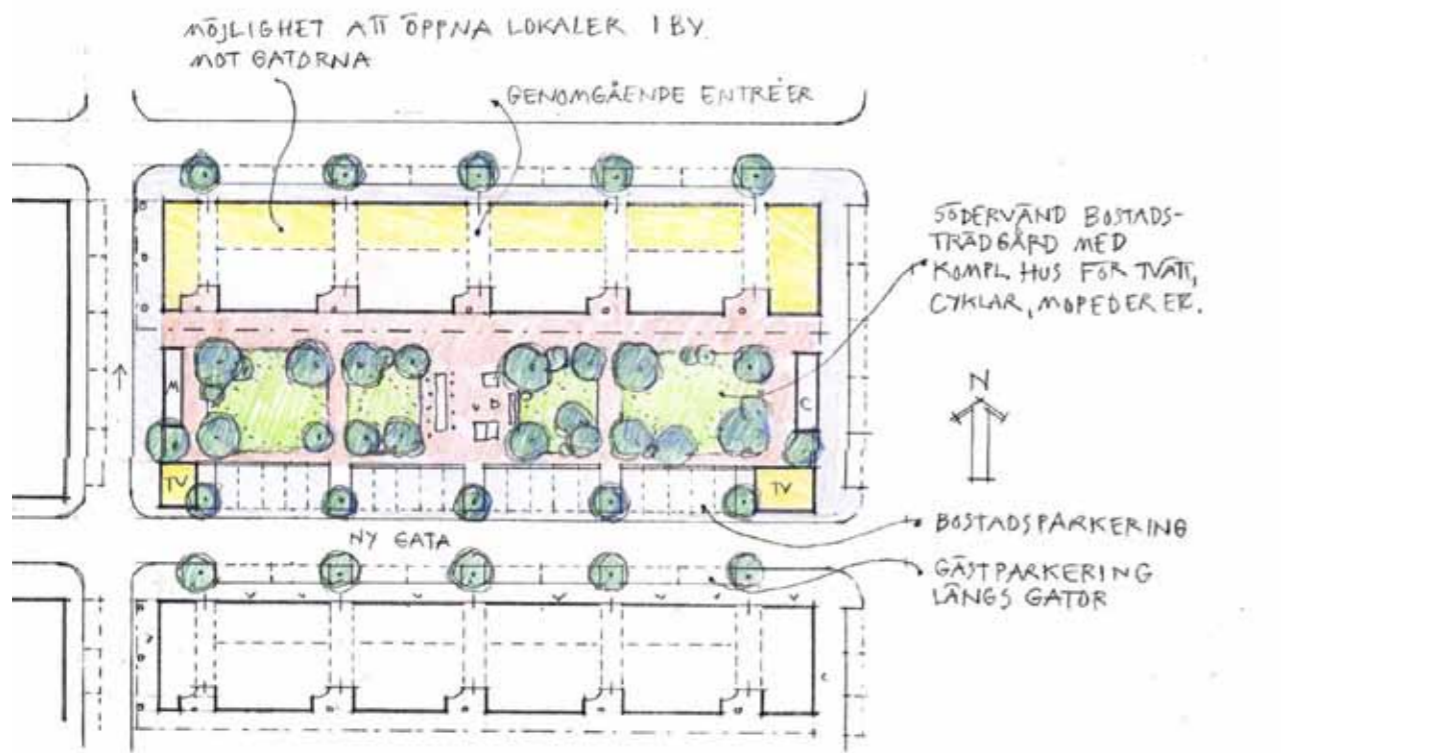 MÖJLIGHET ATT ÖPPNA LOKALER I BV
MOT GATORNA
GENOMGÅENDE ENTRÉER
SÖDERVÄND BOSTADS-
TRÄDGÅRD MED
KOMPL HUS FÖR TVÄTT,
CYKLAR, MOPEDER ER.
N
M
C
TV
TV
BOSTADSPARKERING
NY GATA
GÄSTPARKERING
LÄNGS GATOR